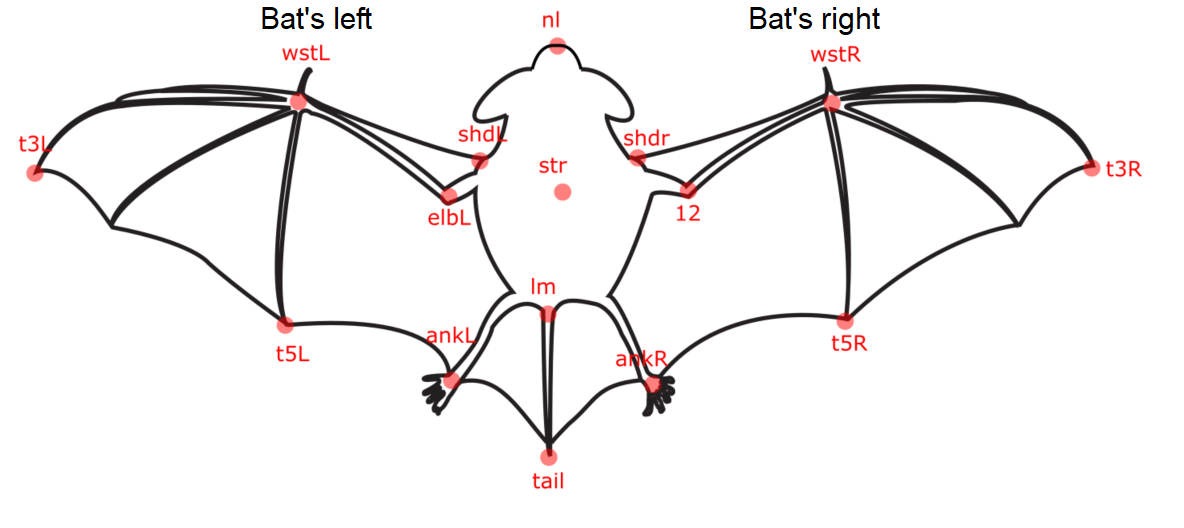 Bat's left
nl
Bat's right
wstL
wstR
t3L
shdL
shdr
str
t3R
elbL
12
lm
ankL
t5L
ankR
t5R
tail